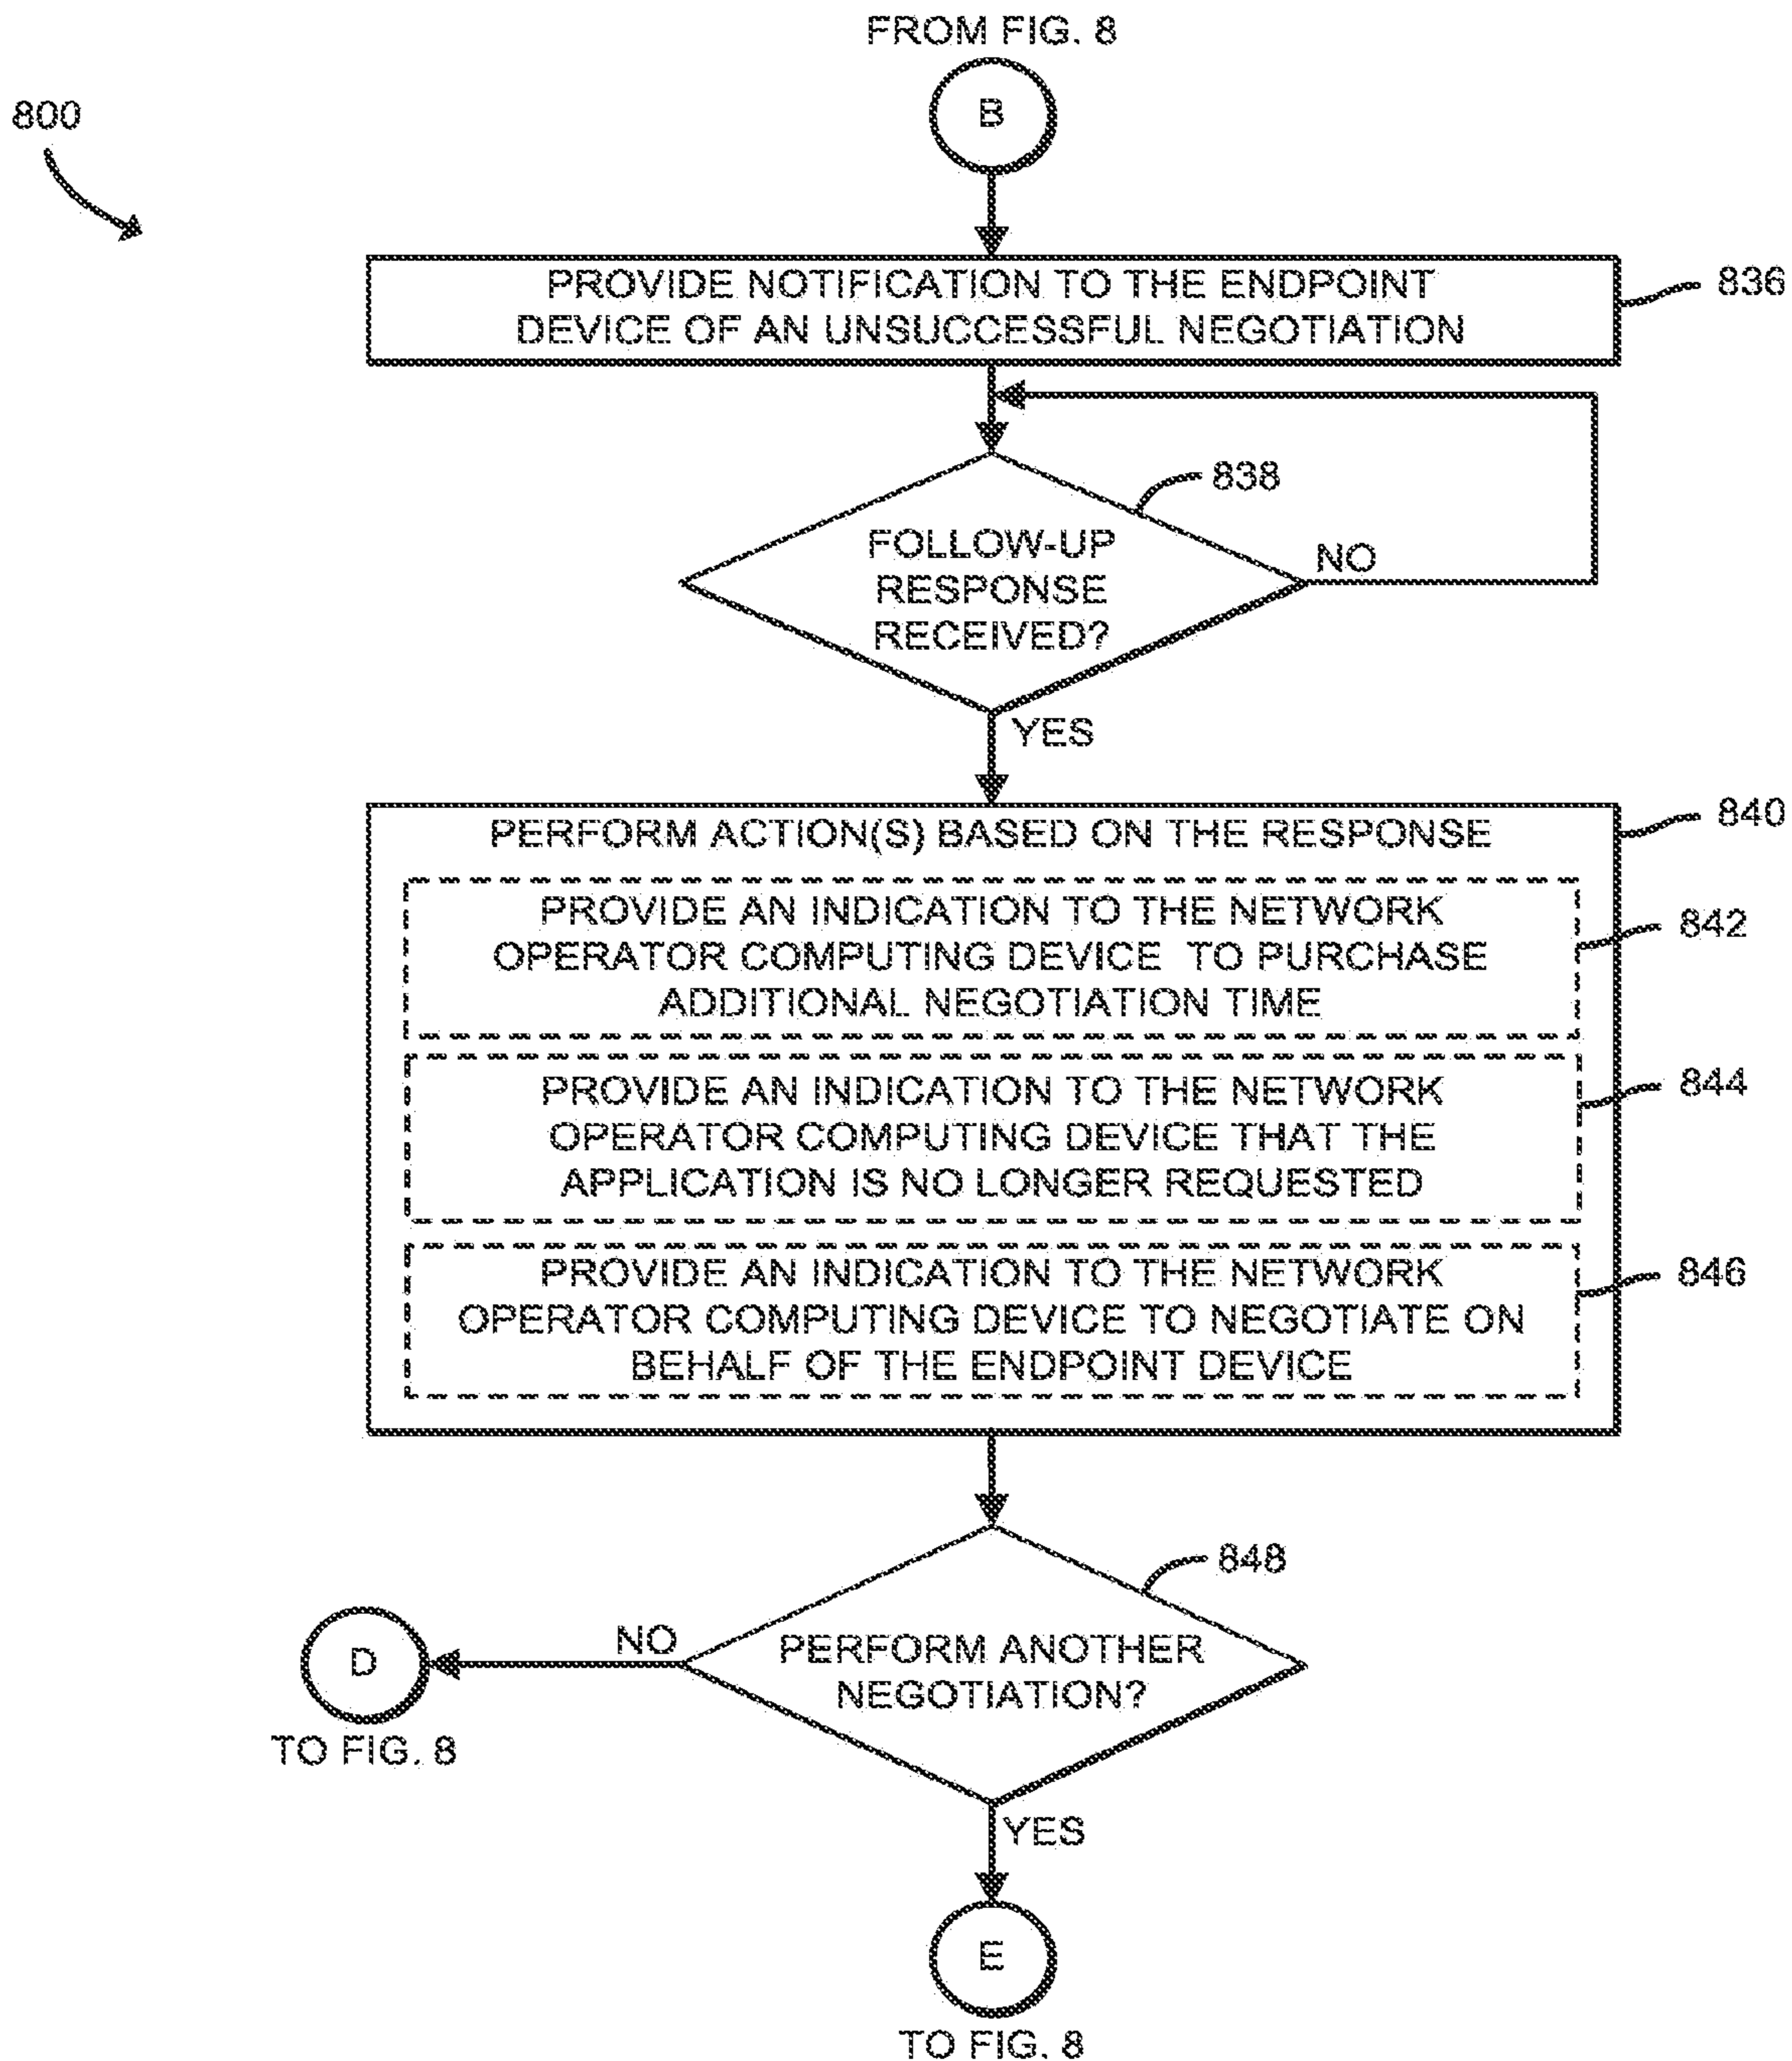 FROM FIG. 8
B
800
PROVIDE NOTIFICATION TO THE ENDPOINT
DEVICE OF AN UNSUCCESSFUL NEGOTIATION
836
838
FOLLOW-UP
RESPONSE
RECEIVED?
NO
YES
PERFORM ACTION(S) BASED ON THE RESPONSE
840
PROVIDE AN INDICATION TO THE NETWORK
OPERATOR COMPUTING DEVICE TO PURCHASE
ADDITIONAL NEGOTIATION TIME
842
PROVIDE AN INDICATION TO THE NETWORK
OPERATOR COMPUTING DEVICE THAT THE
APPLICATION IS NO LONGER REQUESTED
844
PROVIDE AN INDICATION TO THE NETWORK
OPERATOR COMPUTING DEVICE TO NEGOTIATE ON
BEHALF OF THE ENDPOINT DEVICE
846
848
PERFORM ANOTHER
NEGOTIATION?
NO
D
TO FIG. 8
YES
E
TO FIG. 8